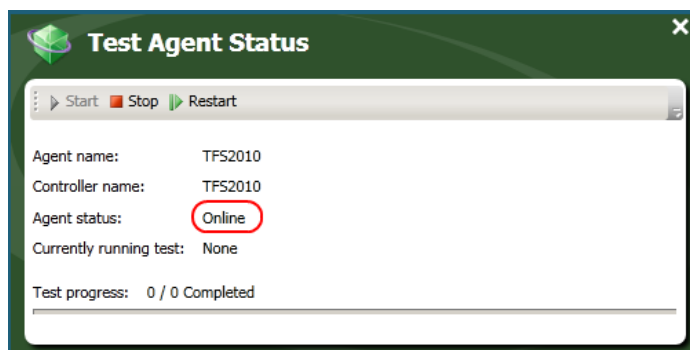 Test Agent Status
Start Stop Restart
Agent name: TFS2010
Controller name: TFS2010
Agent status: Online
Currently running test: None
Test progress: 0 / 0 Completed